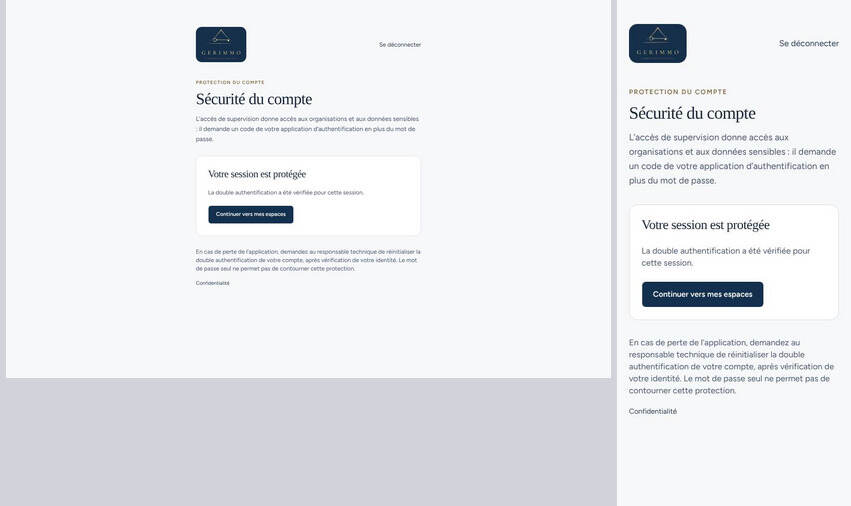 GERIMMO
Se déconnecter
PROTECTION DU COMPTE
Sécurité du compte
L'accès de supervision donne accès aux organisations et aux données sensibles
: il demande un code de votre application d'authentification en plus du mot de
passe.
Votre session est protégée
La double authentification a été vérifiée pour cette session.
Continuer vers mes espaces
En cas de perte de l'application, demandez au responsable technique de réinitialiser la
double authentification de votre compte, après vérification de votre identité. Le mot
de passe seul ne permet pas de contourner cette protection.
Confidentialité
GERIMMO
Se déconnecter
PROTECTION DU COMPTE
Sécurité du compte
L'accès de supervision donne accès aux
organisations et aux données sensibles : il demande
un code de votre application d'authentification en
plus du mot de passe.
Votre session est protégée
La double authentification a été vérifiée pour
cette session.
Continuer vers mes espaces
En cas de perte de l'application, demandez au
responsable technique de réinitialiser la double
authentification de votre compte, après vérification de
votre identité. Le mot de passe seul ne permet pas de
contourner cette protection.
Confidentialité